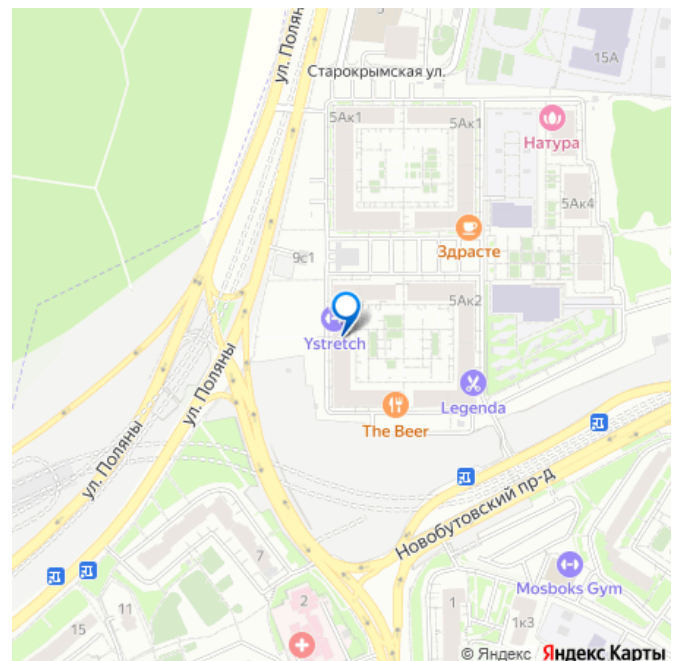 ул. Поляны
Старокрымская ул.
15А
5Ак1
5Ак1
Натура
5Ак4
Здрасте
9с1
5Ак2
Ystretch
Legenda
The Beer
ул. Поляны
ул. Поляны
Новобутовский пр-д
7
Mosboks Gym
2
1
11
1к3
15
© Яндекс Яндекс Карты